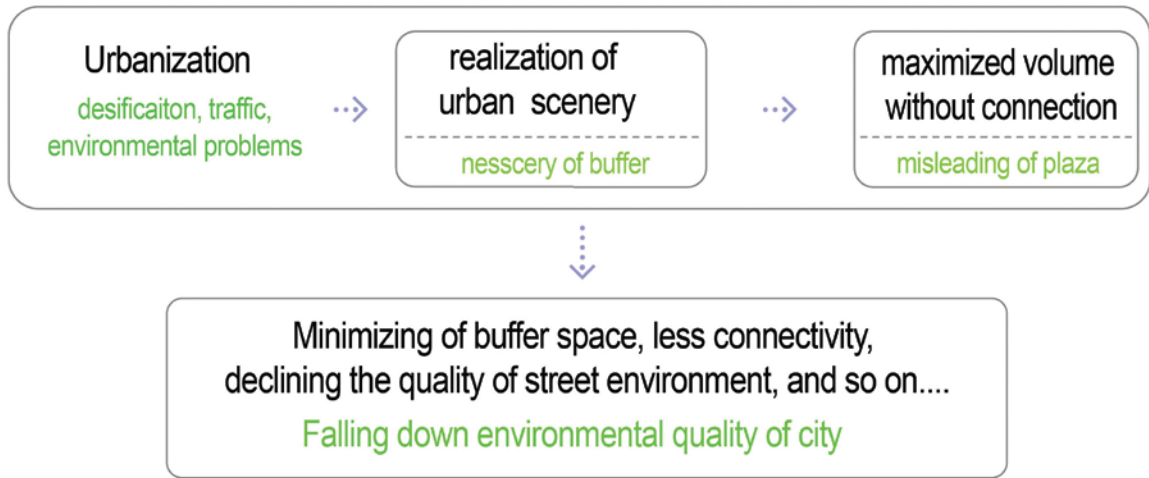 Urbanization
desificaiton, traffic,
environmental problems
realization of
urban scenery
nesscery of buffer
maximized volume
without connection
misleading of plaza
Minimizing of buffer space, less connectivity,
declining the quality of street environment, and so on....
Falling down environmental quality of city